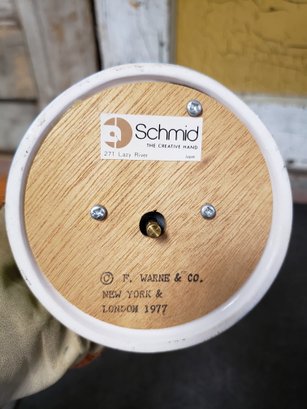 Schmid
THE CREATIVE HAND
271 Lazy River Japan
© F. WARNE & CO.
NEW YORK &
LONDON 1977